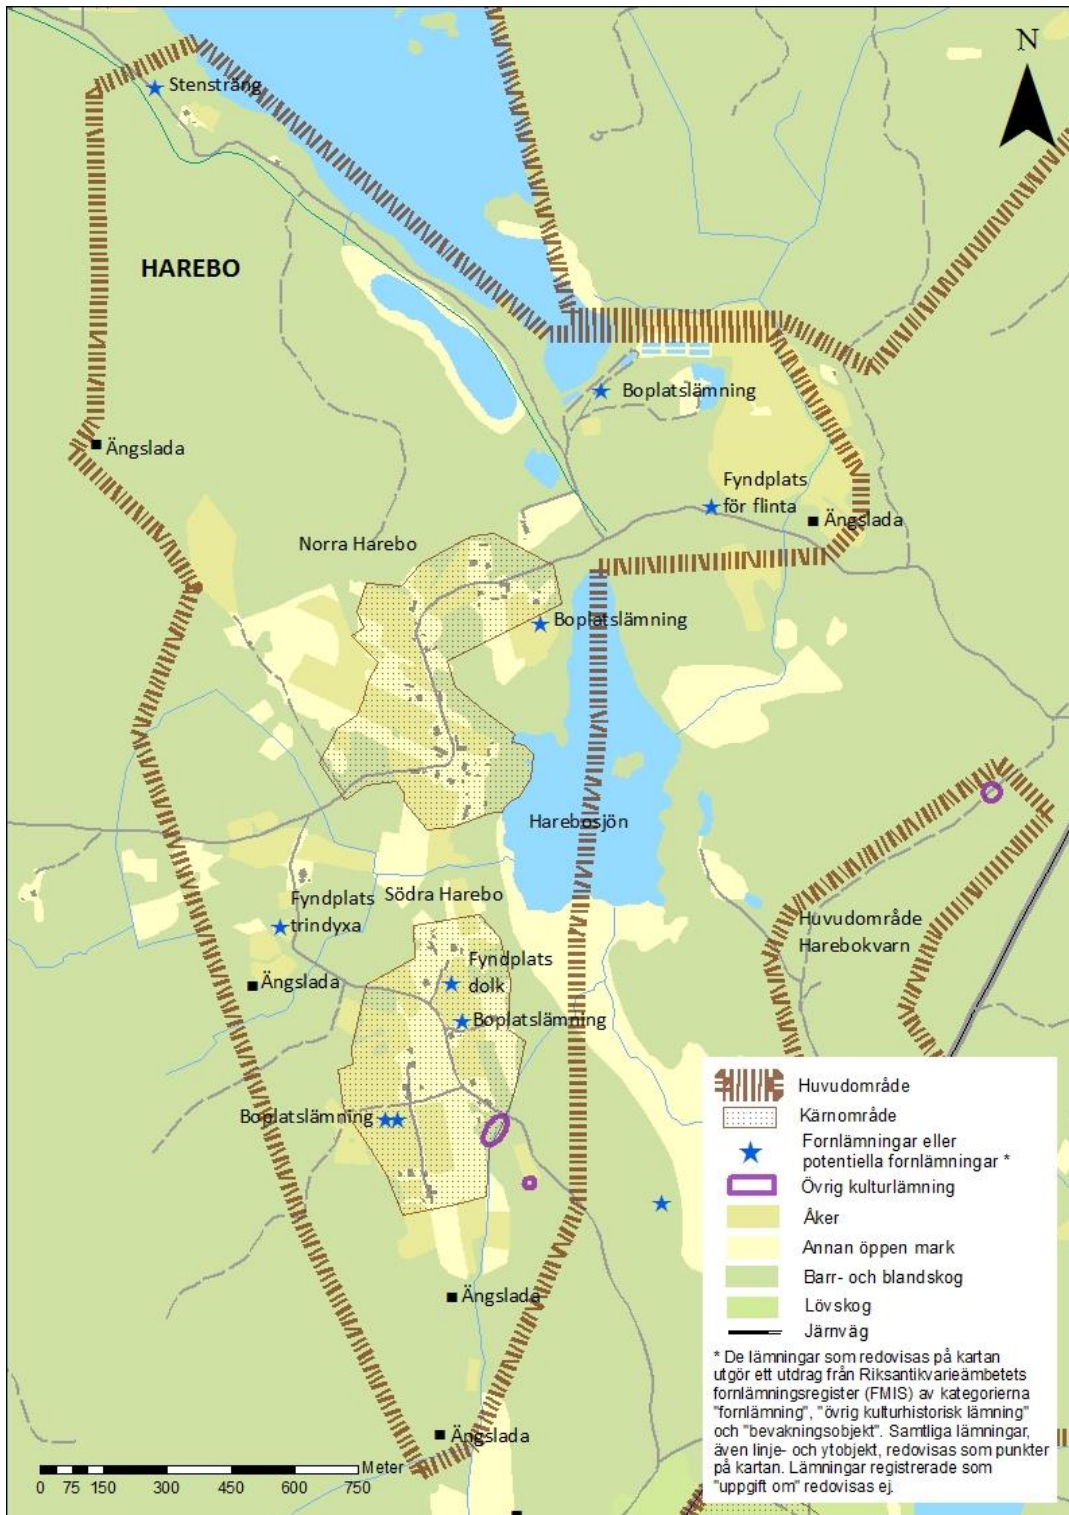 N
Stensträng
HAREBO
Boplatslämning
Ängslada
Fyndplats
för flinta
Ängslada
Norra Harebo
Boplatslämning
Harebosjön
Södra Harebo
Fyndplats
trindyxa
Huvudområde
Harebokvarn
Fyndplats
dolk
Ängslada
Boplatslämning
Boplatslämning
Ängslada
Ängslada
Huvudområde
Kärnområde
Fornlämningar eller
potentiella fornlämningar *
Övrig kulturlämning
Åker
Annan öppen mark
Barr- och blandskog
Lövskog
Järnväg
* De lämningar som redovisas på kartan
utgör ett utdrag från Riksantikvarieämbetets
fornlämningsregister (FMIS) av kategorierna
"fornlämning", "övrig kulturhistorisk lämning"
och "bevakningsobjekt". Samtliga lämningar,
även linje- och ytobjekt, redovisas som punkter
på kartan. Lämningar registrerade som
"uppgift om" redovisas ej.
Meter
0 75 150 300 450 600 750